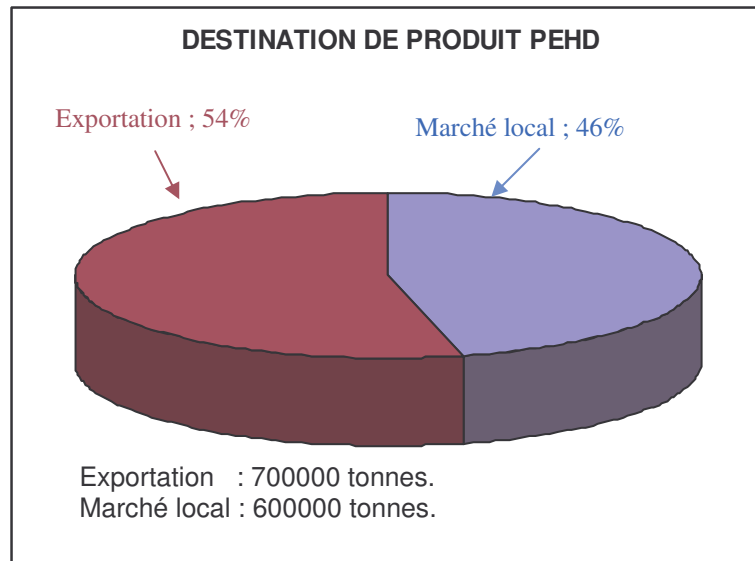 DESTINATION DE PRODUIT PEHD
Exportation ; 54%
Marché local ; 46%
Exportation : 700000 tonnes.
Marché local : 600000 tonnes.